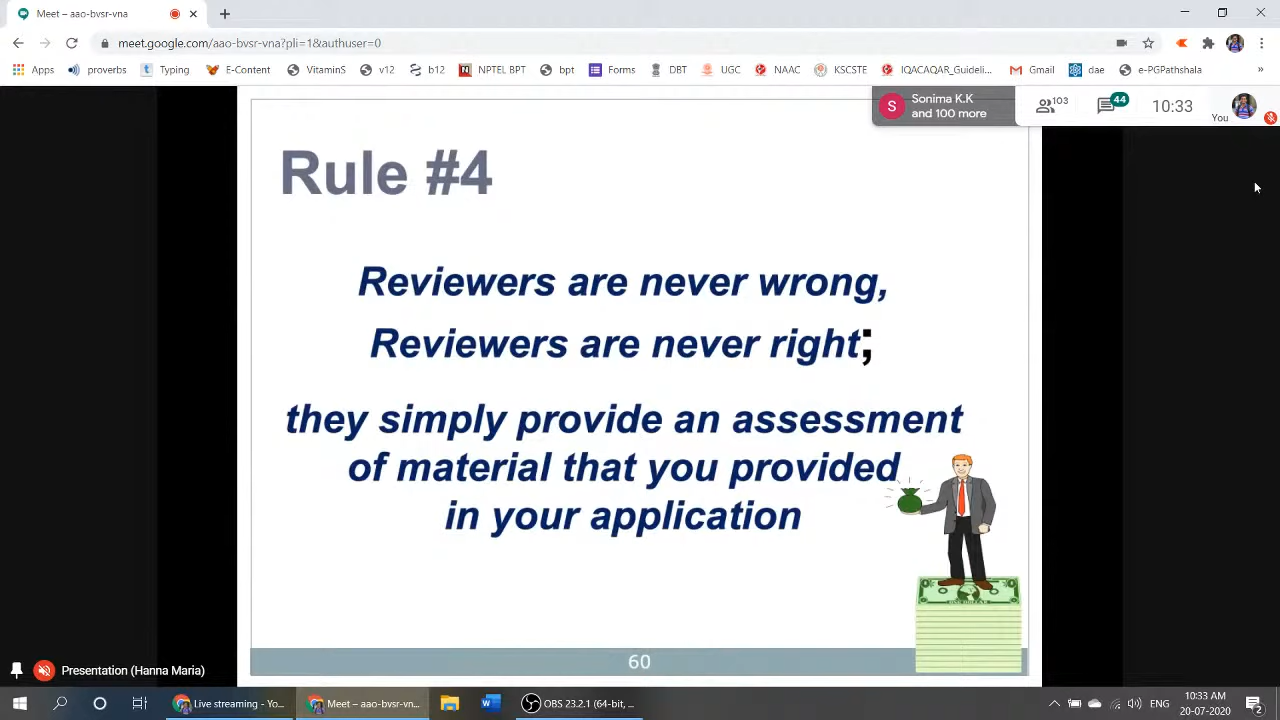 Meet – aao-bvsr-vna
meet.google.com/aao-bvsr-vna?pli=1&authuser=0
Apps
proverbs
Typing
E-Content
VitaminS
v12
b12
NPTELBPT
bpt
Forms
DBT
UGC
NAAC
KSCSTE
IQACAQAR_Guideli...
Gmail
dae
e-PGPathshala
»
S
Sonima K.K
and 100 more
103
44
10:33
You
Rule #4
Reviewers are never wrong,
Reviewers are never right;
they simply provide an assessment
of material that you provided
in your application
60
Presentation (Hanna Maria)
Live streaming - Yo...
Meet – aao-bvsr-vn...
OBS 23.2.1 (64-bit, ...
ENG
10:33 AM
20-07-2020
2